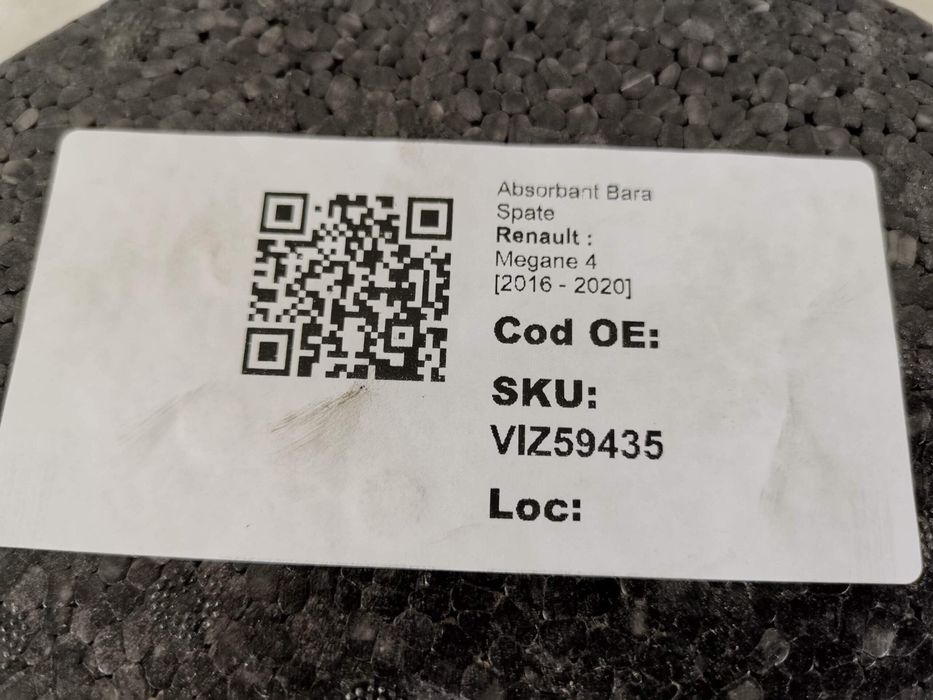 Absorbant Bara
Spate
Renault :
Megane 4
[2016 - 2020]
Cod OE:
SKU:
VIZ59435
Loc: